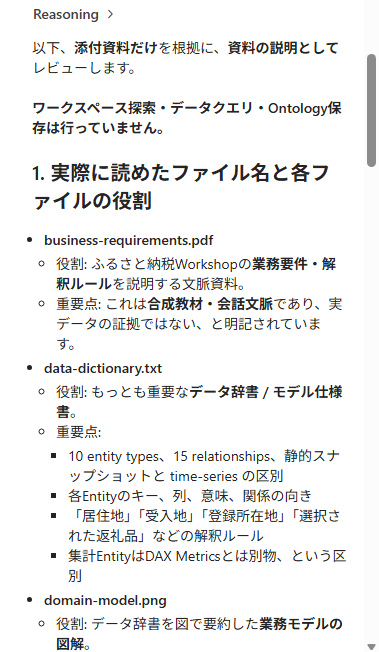 Reasoning >
以下、添付資料だけを根拠に、資料の説明として
レビューします。
ワークスペース探索・データクエリ・Ontology保
存は行っていません。
1. 実際に読めたファイル名と各フ
ァイルの役割
• business-requirements.pdf
◦ 役割: ふるさと納税Workshopの業務要件・解
釈ルールを説明する文脈資料。
◦ 重要点: これは合成教材・会話文脈であり、実
データの証拠ではない、と明記されていま
す。
• data-dictionary.txt
◦ 役割: もっとも重要なデータ辞書 / モデル仕様
書。
◦ 重要点:
▪ 10 entity types、15 relationships、静的スナ
ップショットと time-series の区別
▪ 各Entityのキー、列、意味、関係の向き
▪ 「居住地」「受入地」「登録所在地」「選択さ
れた返礼品」などの解釈ルール
▪ 集計EntityはDAX Metricsとは別物、という区
別
• domain-model.png
◦ 役割: データ辞書を図で要約した業務モデルの
図解。